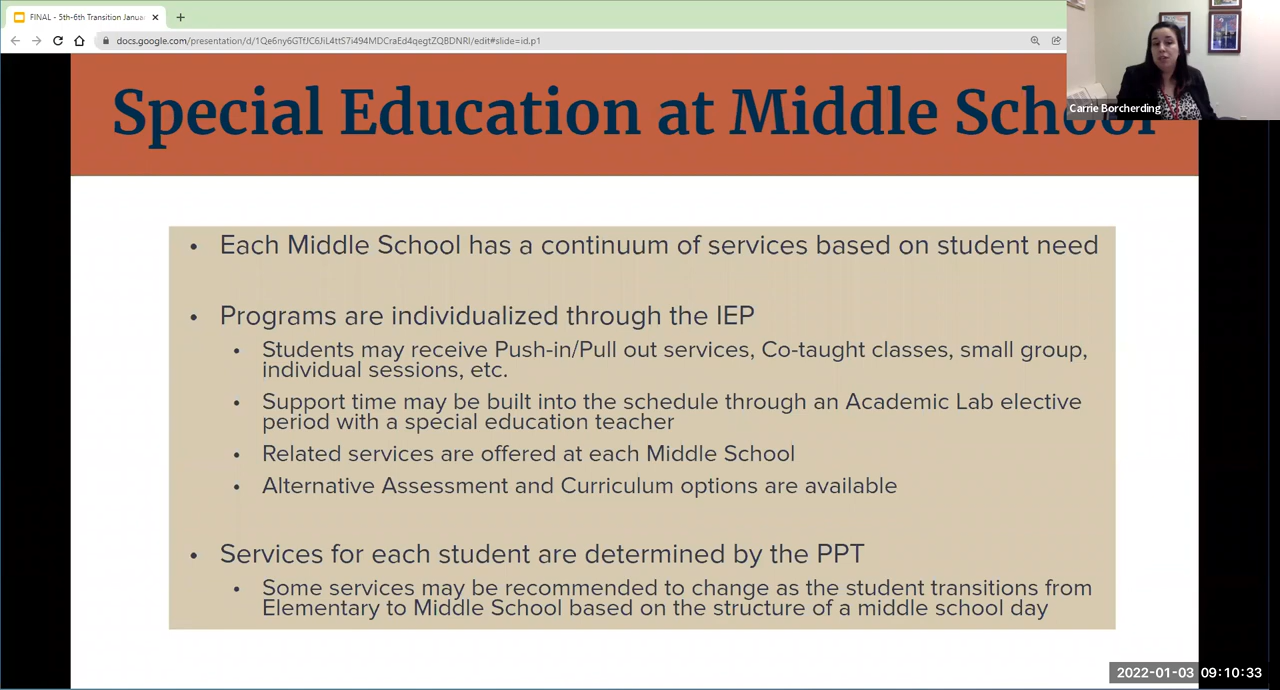 FINAL - 5th-6th Transition Janua
docs.google.com/presentation/d/1Qe6ny6GTfJC6JiL4ttS7i494MDCraEd4qegtZQBDNRI/edit#slide=id.p1
Special Education at Middle School
Carrie Borcherding
• Each Middle School has a continuum of services based on student need
• Programs are individualized through the IEP
• Students may receive Push-in/Pull out services, Co-taught classes, small group,
individual sessions, etc.
• Support time may be built into the schedule through an Academic Lab elective
period with a special education teacher
• Related services are offered at each Middle School
• Alternative Assessment and Curriculum options are available
• Services for each student are determined by the PPT
• Some services may be recommended to change as the student transitions from
Elementary to Middle School based on the structure of a middle school day
2022-01-03 09:10:33